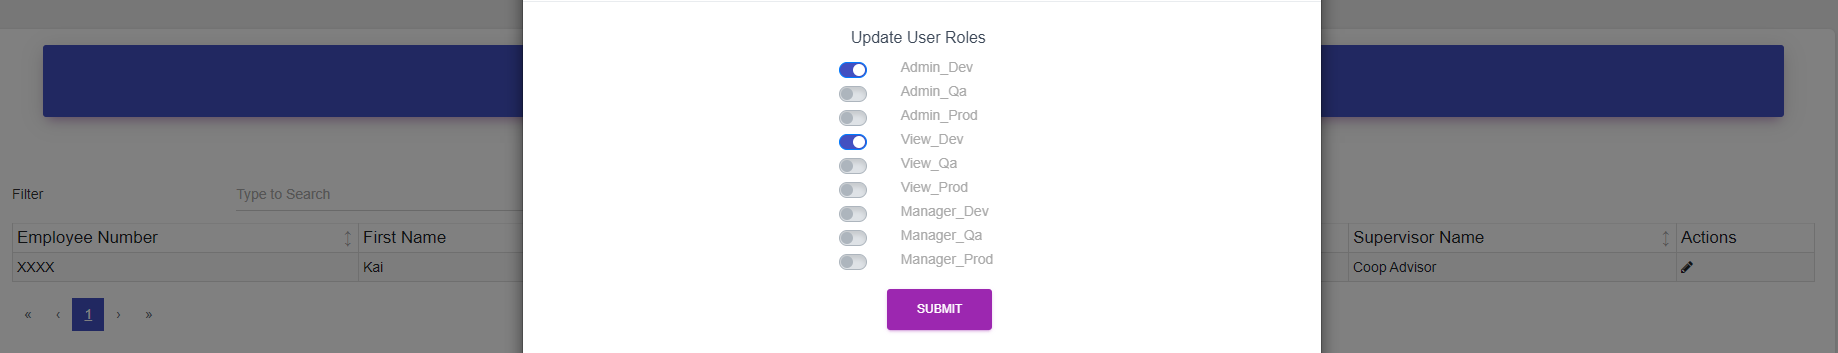 Update User Roles
Admin_Dev
Admin_Qa
Admin_Prod
View_Dev
View_Qa
View_Prod
Manager_Dev
Manager_Qa
Manager_Prod
SUBMIT
Filter Type to Search
Employee Number First Name Supervisor Name Actions
XXXX Kai Coop Advisor
« ‹ 1 › »